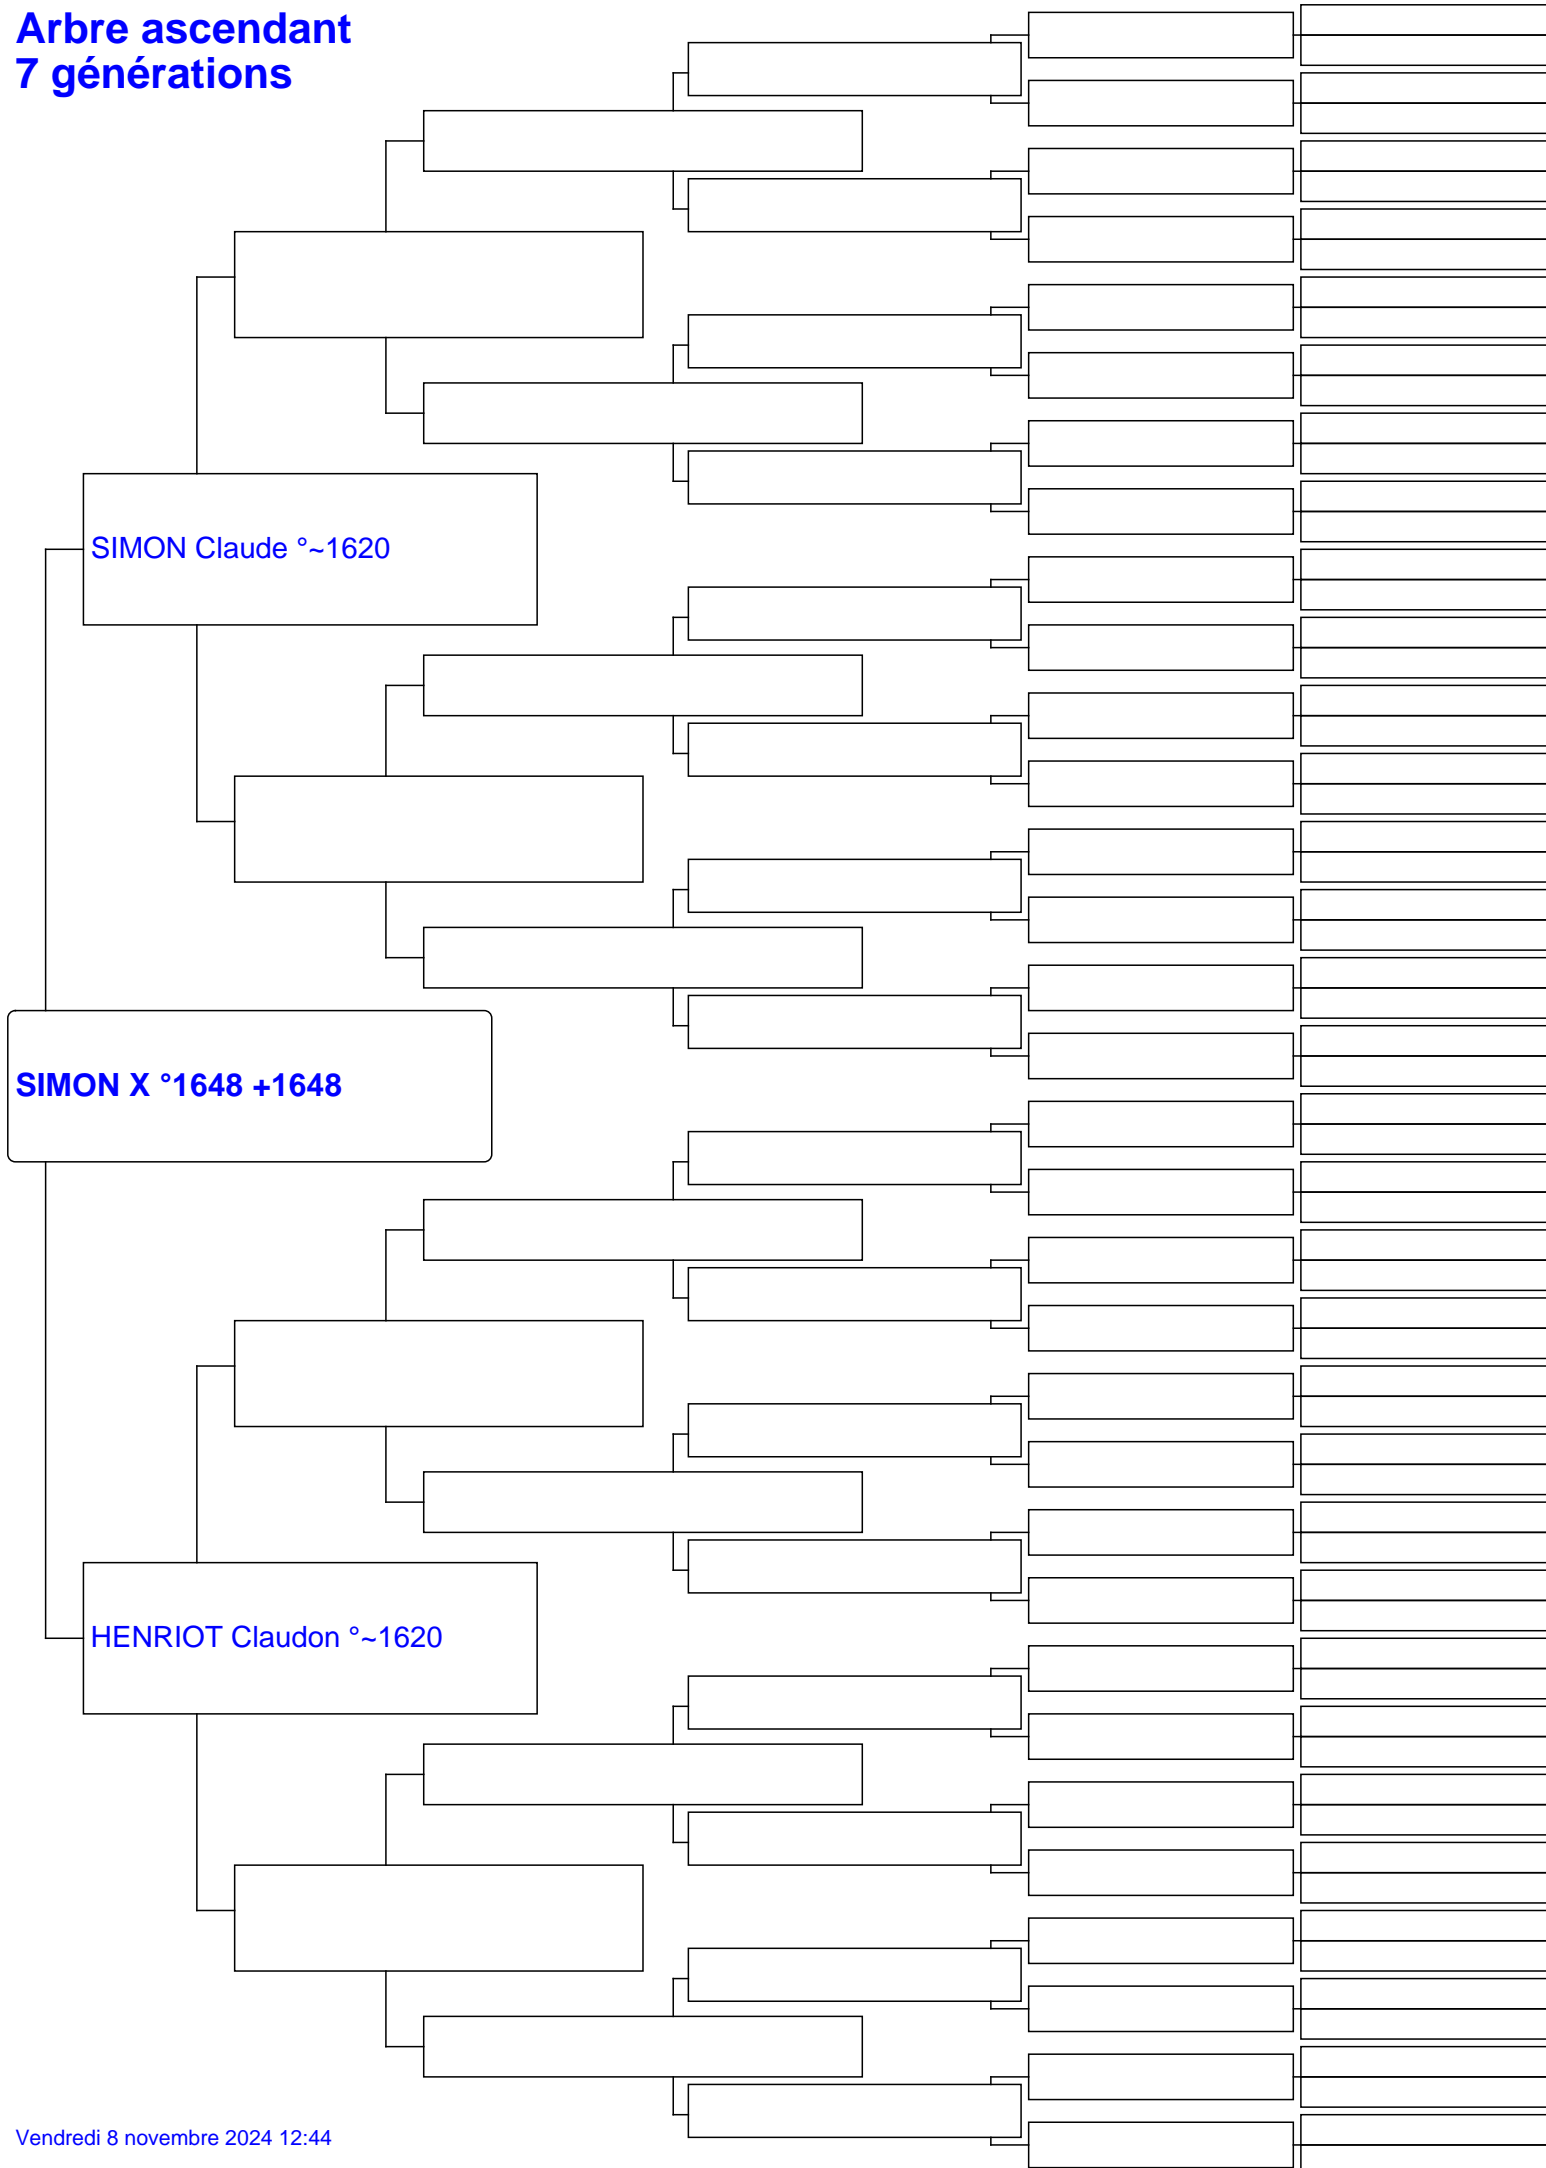 Arbre ascendant
7 générations
SIMON Claude °~1620
SIMON X °1648 +1648
HENRIOT Claudon °~1620
Vendredi 8 novembre 2024 12:44